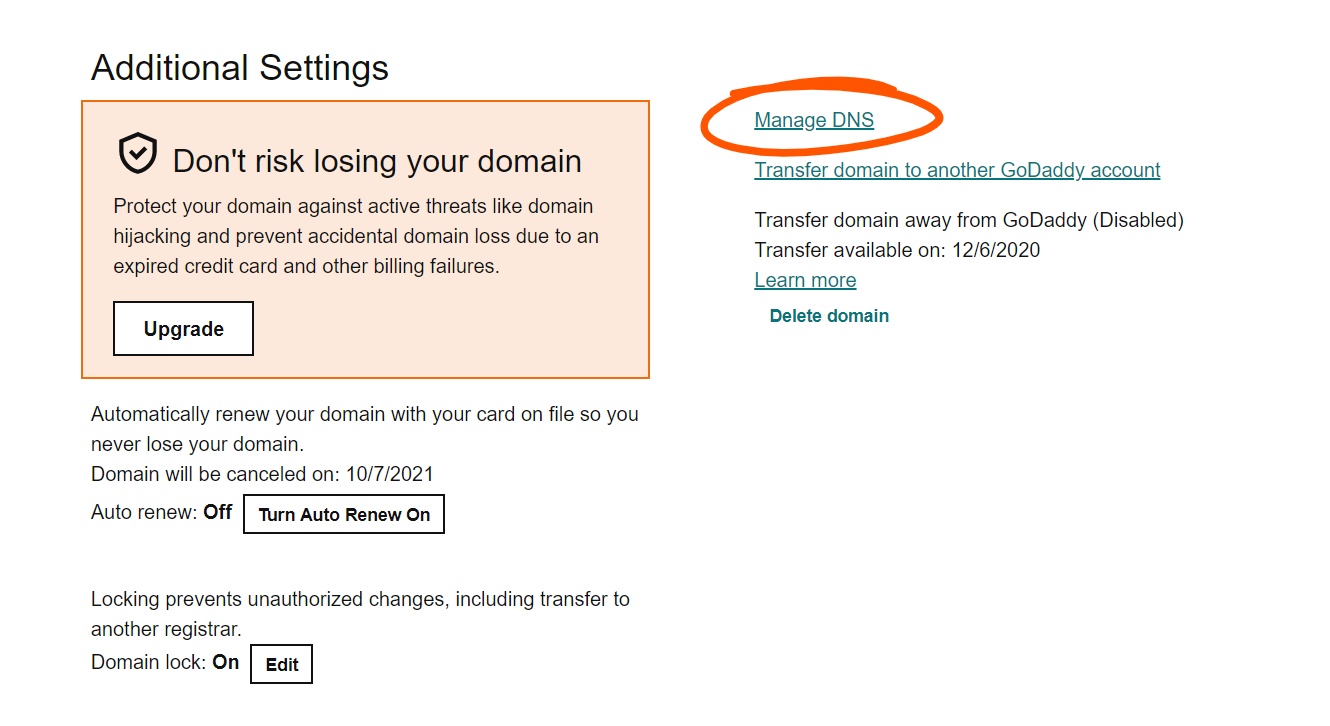 Additional Settings
Don't risk losing your domain
Protect your domain against active threats like domain
hijacking and prevent accidental domain loss due to an
expired credit card and other billing failures.
Upgrade
Automatically renew your domain with your card on file so you
never lose your domain.
Domain will be canceled on: 10/7/2021
Auto renew: Off Turn Auto Renew On
Locking prevents unauthorized changes, including transfer to
another registrar.
Domain lock: On Edit
Manage DNS
Transfer domain to another GoDaddy account
Transfer domain away from GoDaddy (Disabled)
Transfer available on: 12/6/2020
Learn more
Delete domain